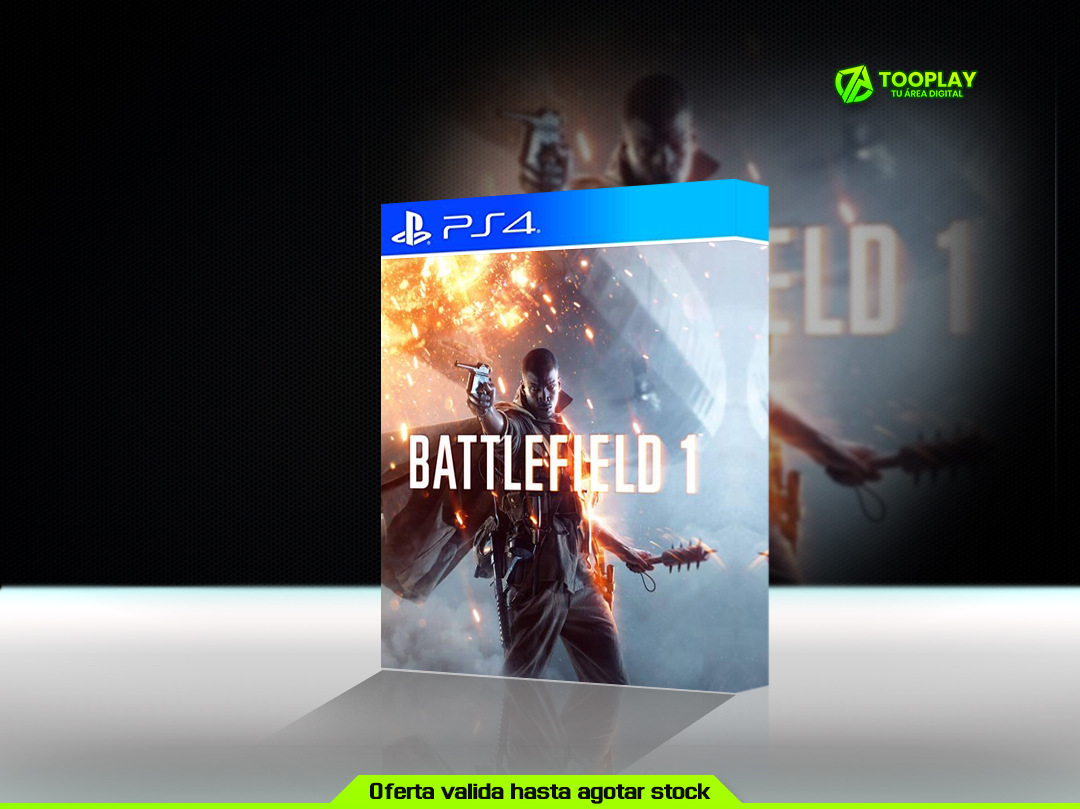 TOOPLAY
TU ÁREA DIGITAL
PS4
BATTLEFIELD 1
ELD 1
Oferta valida hasta agotar stock